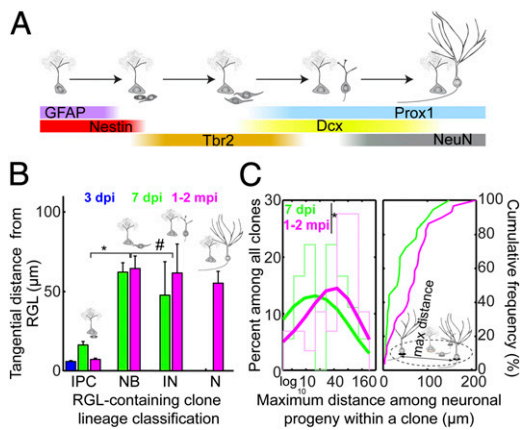 A
GFAP
Nestin
Tbr2
Prox1
Dcx
NeuN
B
3 dpi 7 dpi 1-2 mpi
Tangential distance from
RGL (μm)
100
50
0
*
#
IPC NB IN N
RGL-containing clone
lineage classification
C
7 dpi
1-2 mpi
*
Percent among all clones
30
20
10
0
log10 10 40 160
max distance
0 100 200
100
80
60
40
20
0
Cumulative frequency (%)
Maximum distance among neuronal
progeny within a clone (μm)